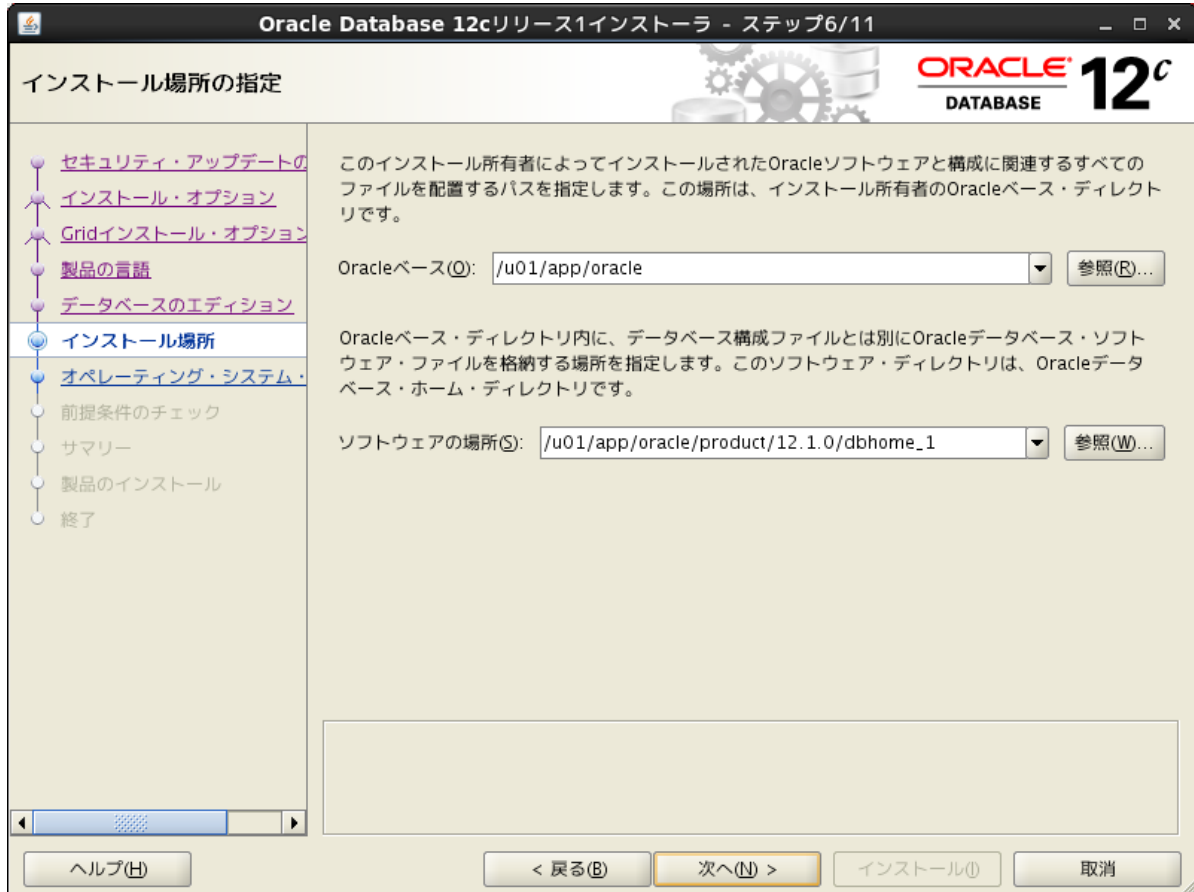 Oracle Database 12cリリース1インストーラ - ステップ6/11
インストール場所の指定
ORACLE
DATABASE
12c
セキュリティ・アップデートの
インストール・オプション
Gridインストール・オプション
製品の言語
データベースのエディション
インストール場所
オペレーティング・システム・
前提条件のチェック
サマリー
製品のインストール
終了
このインストール所有者によってインストールされたOracleソフトウェアと構成に関連するすべての
ファイルを配置するパスを指定します。この場所は、インストール所有者のOracleベース・ディレクト
リです。
Oracleベース(O): /u01/app/oracle 参照(R)...
Oracleベース・ディレクトリ内に、データベース構成ファイルとは別にOracleデータベース・ソフト
ウェア・ファイルを格納する場所を指定します。このソフトウェア・ディレクトリは、Oracleデータ
ベース・ホーム・ディレクトリです。
ソフトウェアの場所(S): /u01/app/oracle/product/12.1.0/dbhome_1 参照(W)...
ヘルプ(H) < 戻る(B) 次へ(N) > インストール(I) 取消